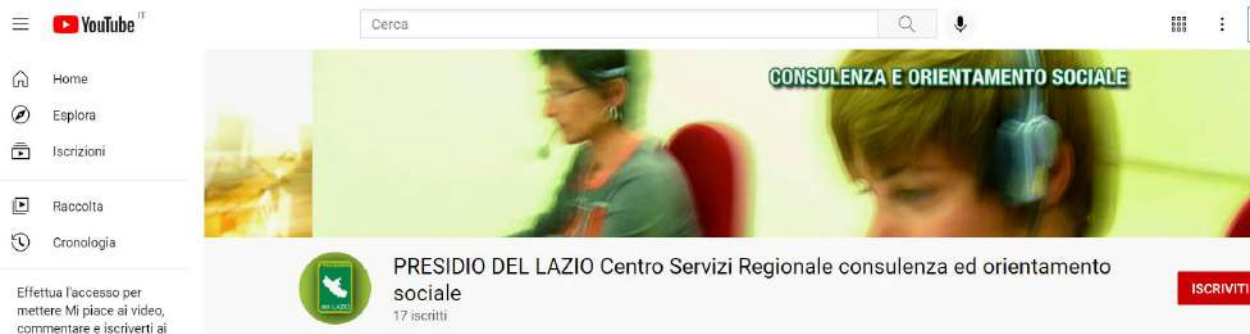 YouTube IT
Cerca
Home
Esplora
Iscrizioni
Raccolta
Cronologia
Effettua l'accesso per
mettere Mi piace ai video,
commentare e iscriverti ai
CONSULENZA E ORIENTAMENTO SOCIALE
PRESIDIO DEL LAZIO Centro Servizi Regionale consulenza ed orientamento
sociale
17 iscritti
ISCRIVITI